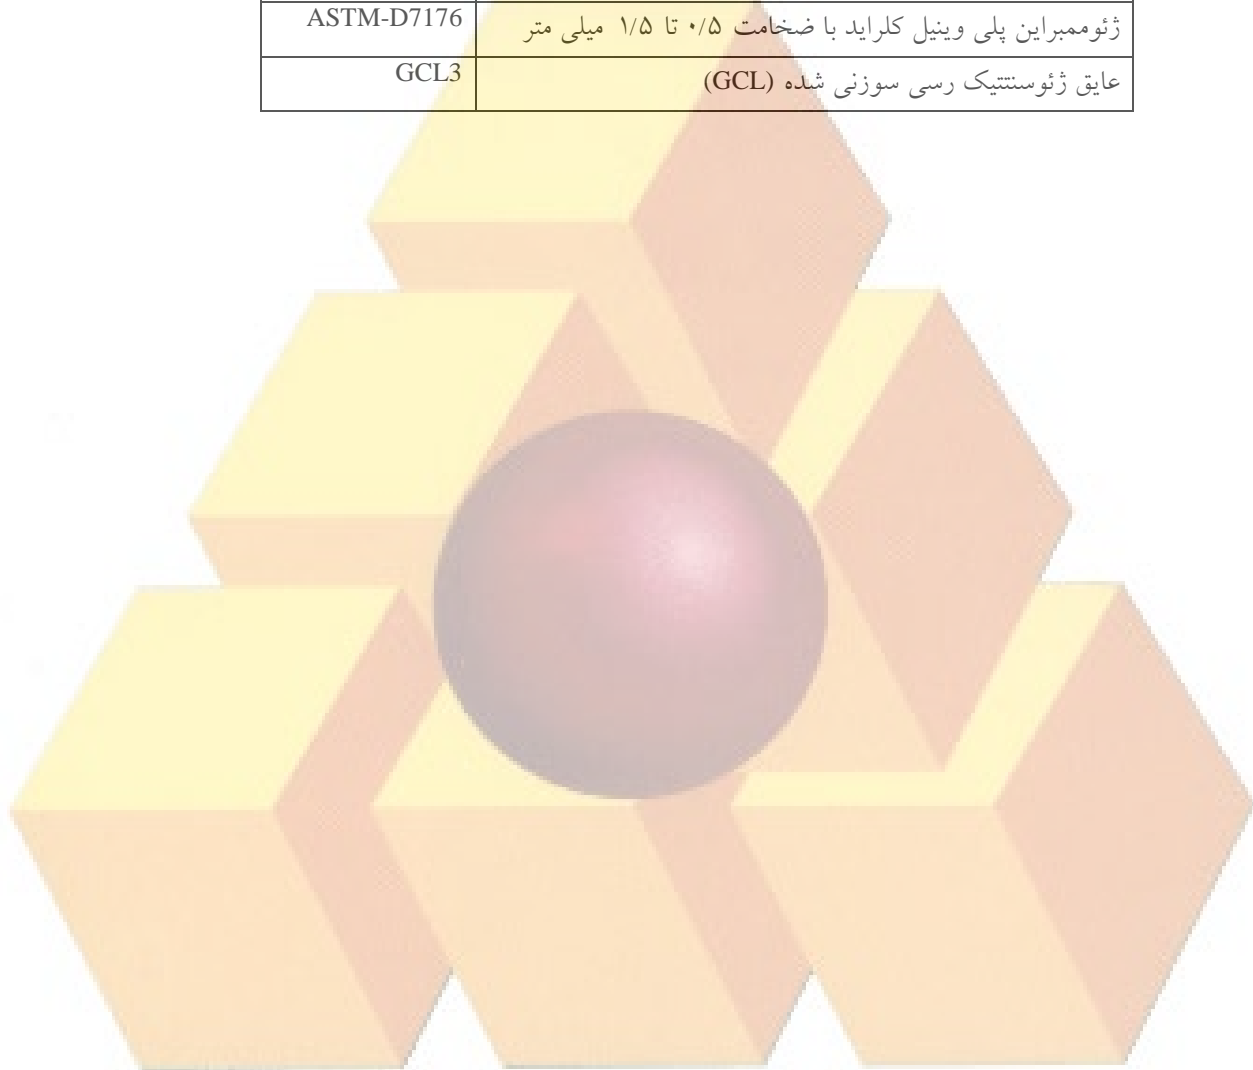 ژئوممبراین پلی وینیل کلراید با ضخامت ۰/۵ تا ۱/۵ میلی متر ASTM-D7176
عایق ژئوسنتتیک رسی سوزنی شده (GCL) GCL3